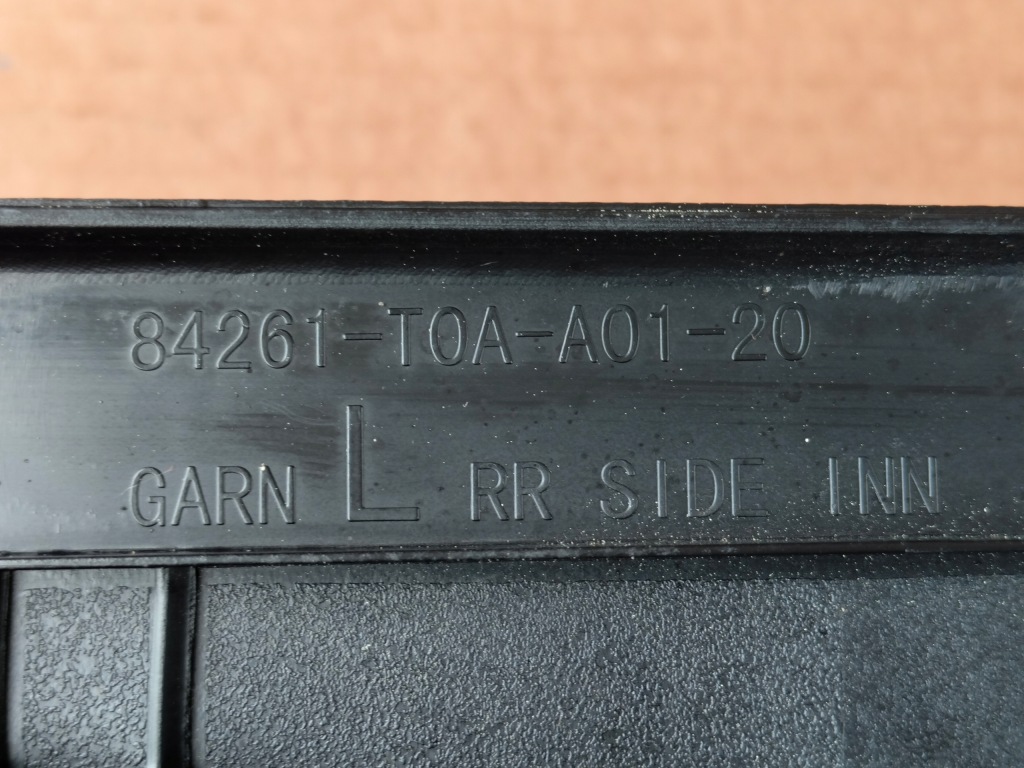 84261-T0A-A01-20
GARN L RR SIDE INN